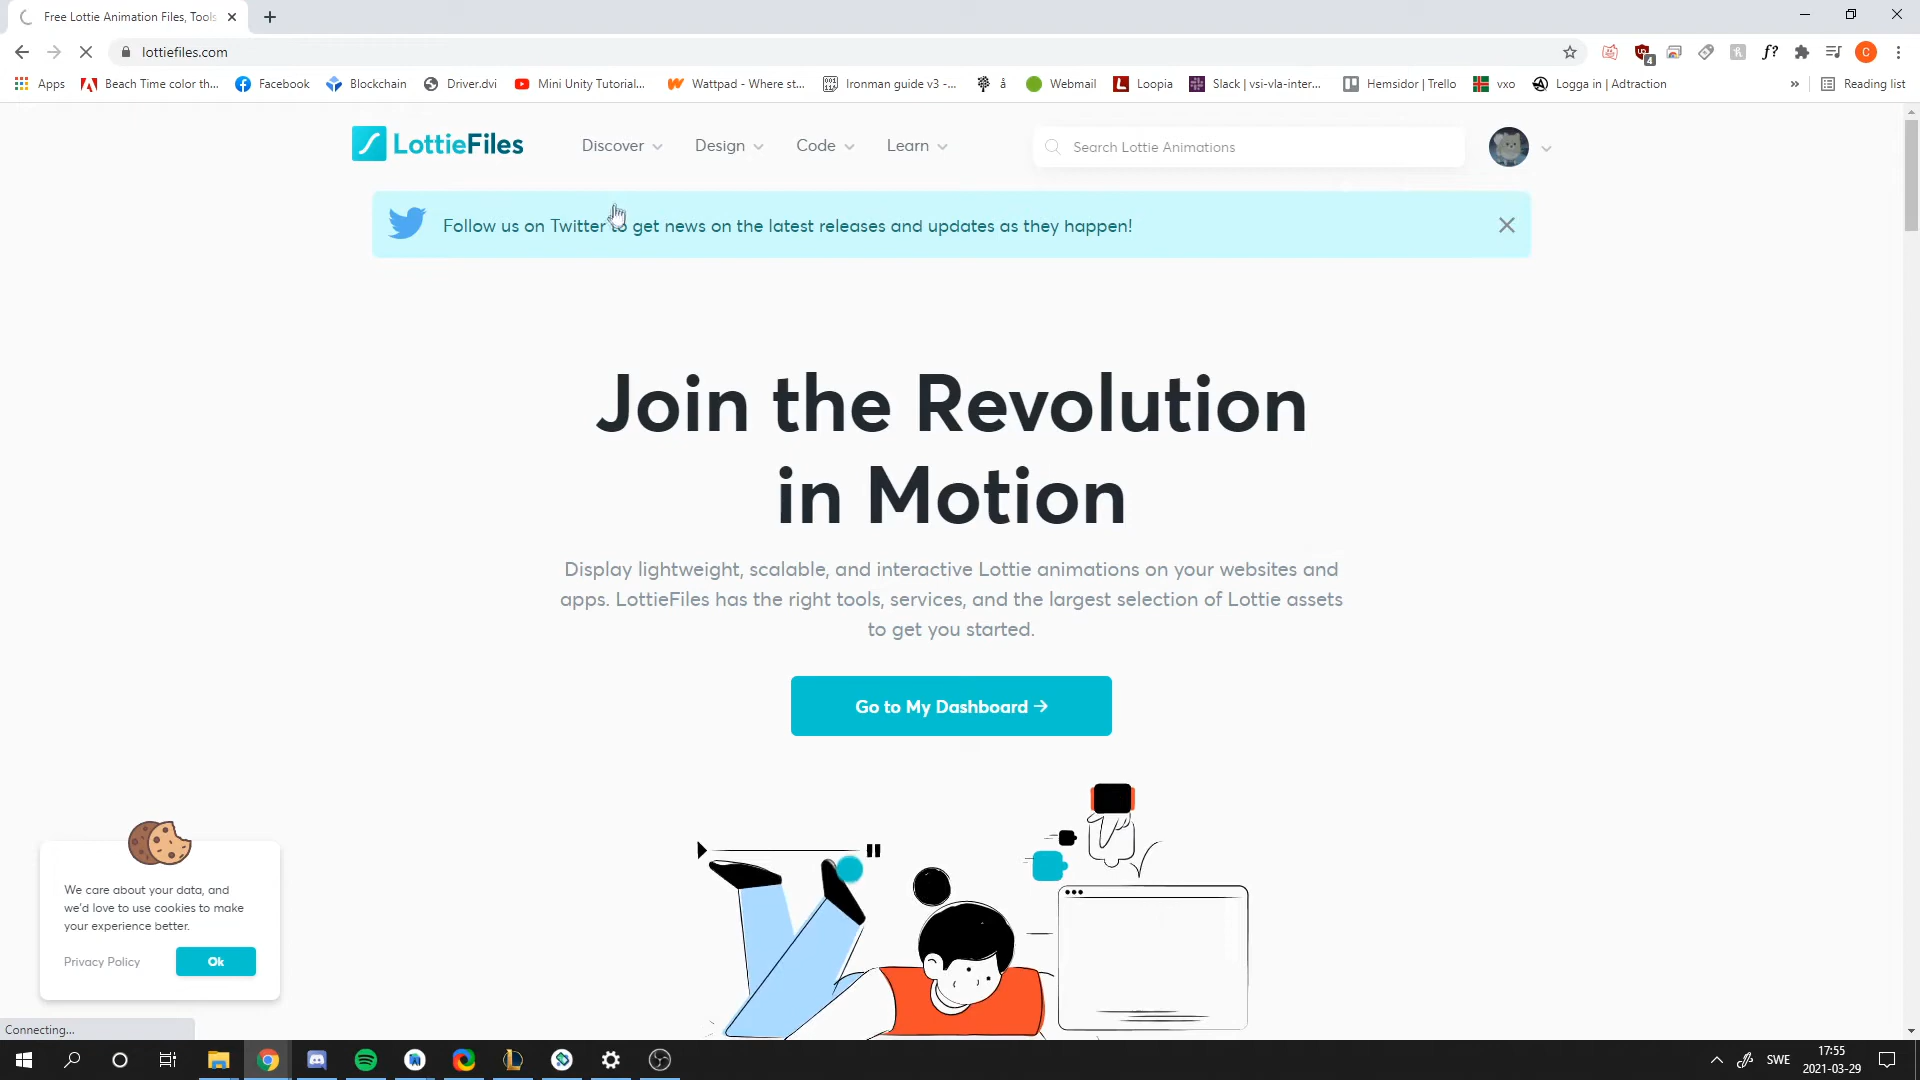 Free Lottie Animation Files, Tools
lottiefiles.com
Apps
Beach Time color th...
Facebook
Blockchain
Driver.dvi
Mini Unity Tutorial...
Wattpad - Where st...
Ironman guide v3 -...
å
Webmail
Loopia
Slack | vsi-vla-inter...
Hemsidor | Trello
vxo
Logga in | Adtraction
»
Reading list
LottieFiles
Discover
Design
Code
Learn
Search Lottie Animations
Follow us on Twitter to get news on the latest releases and updates as they happen!
Join the Revolution
in Motion
Display lightweight, scalable, and interactive Lottie animations on your websites and
apps. LottieFiles has the right tools, services, and the largest selection of Lottie assets
to get you started.
Go to My Dashboard →
We care about your data, and
we'd love to use cookies to make
your experience better.
Privacy Policy
Ok
Connecting...
SWE
17:55
2021-03-29